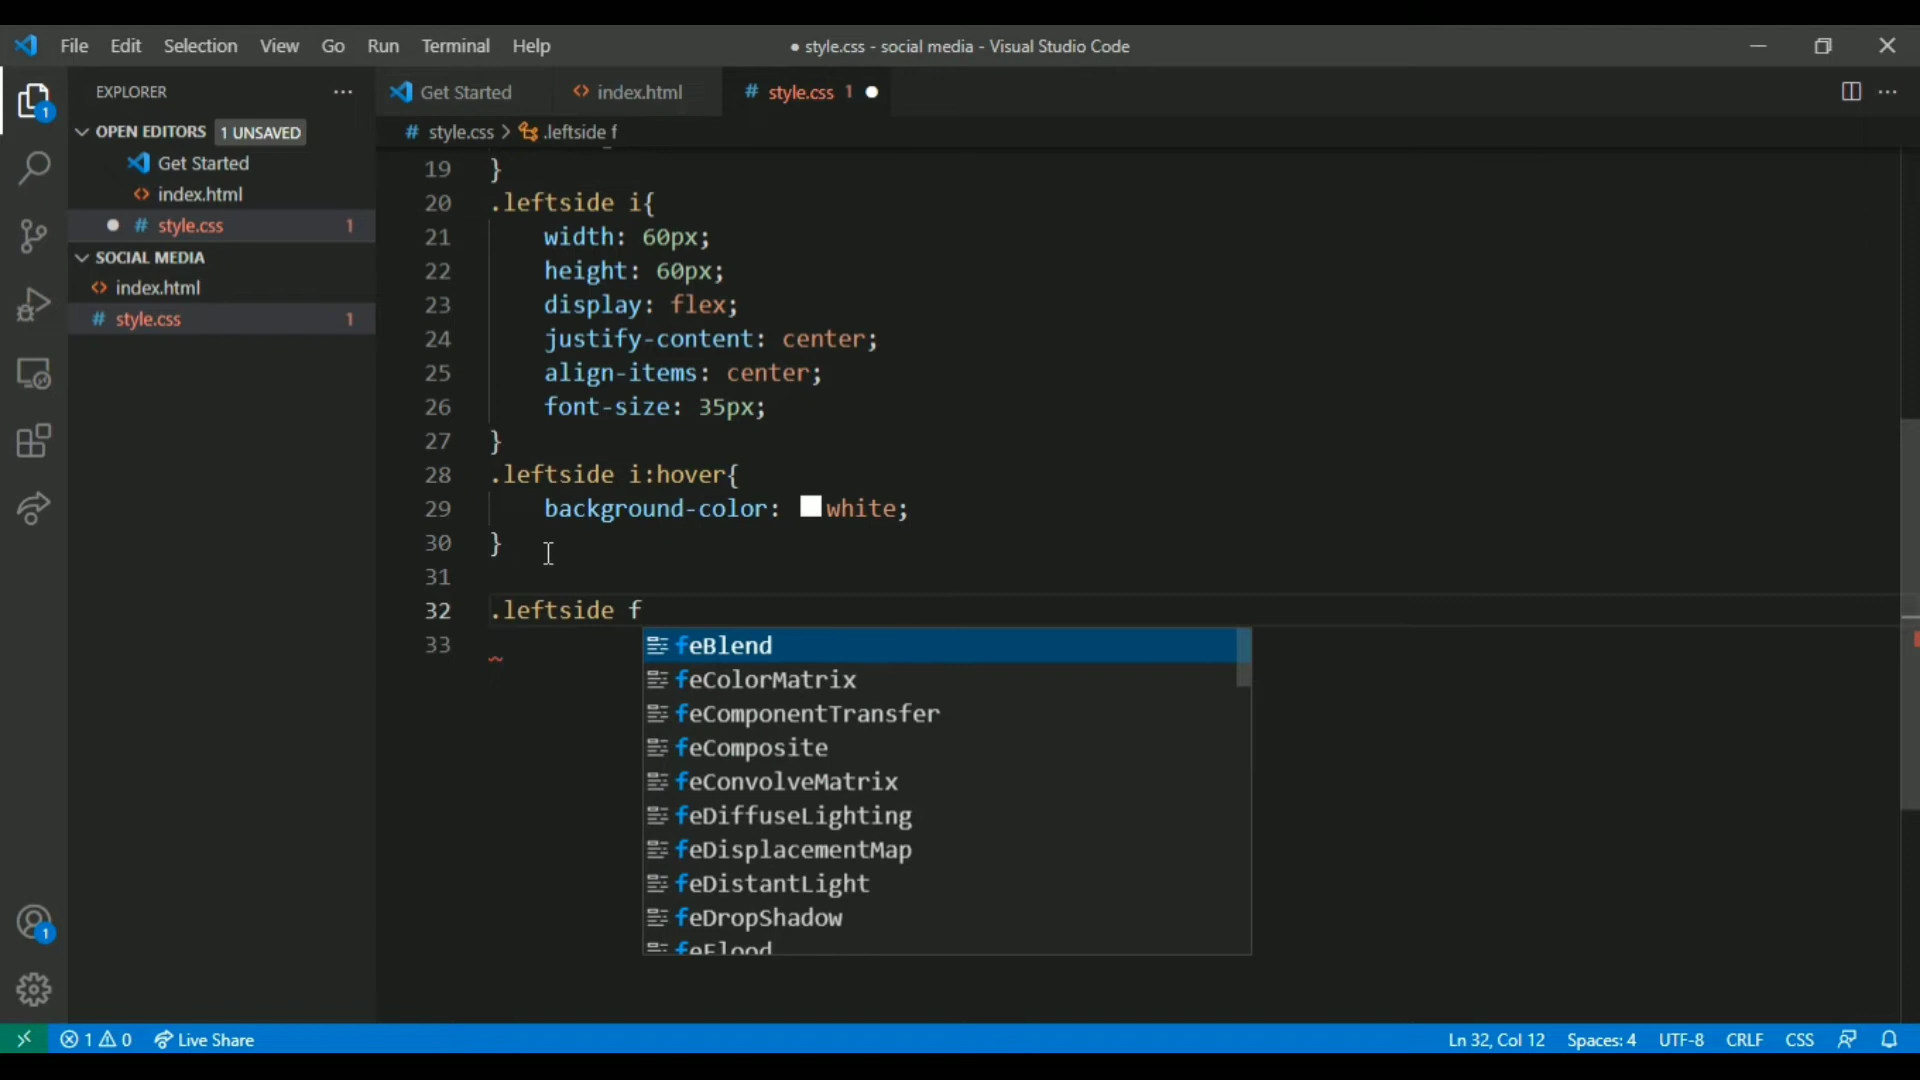 File Edit Selection View Go Run Terminal Help ● style.css - social media - Visual Studio Code
EXPLORER ···
Get Started <> index.html # style.css 1 ●
OPEN EDITORS 1 UNSAVED
# style.css > .leftside f
Get Started
<> index.html
● # style.css 1
SOCIAL MEDIA
<> index.html
# style.css 1
19 }
20 .leftside i{
21 width: 60px;
22 height: 60px;
23 display: flex;
24 justify-content: center;
25 align-items: center;
26 font-size: 35px;
27 }
28 .leftside i:hover{
29 background-color: white;
30 }
31
32 .leftside f
33
feBlend
feColorMatrix
feComponentTransfer
feComposite
feConvolveMatrix
feDiffuseLighting
feDisplacementMap
feDistantLight
feDropShadow
feFlood
1
1
1 0 Live Share Ln 32, Col 12 Spaces: 4 UTF-8 CRLF CSS